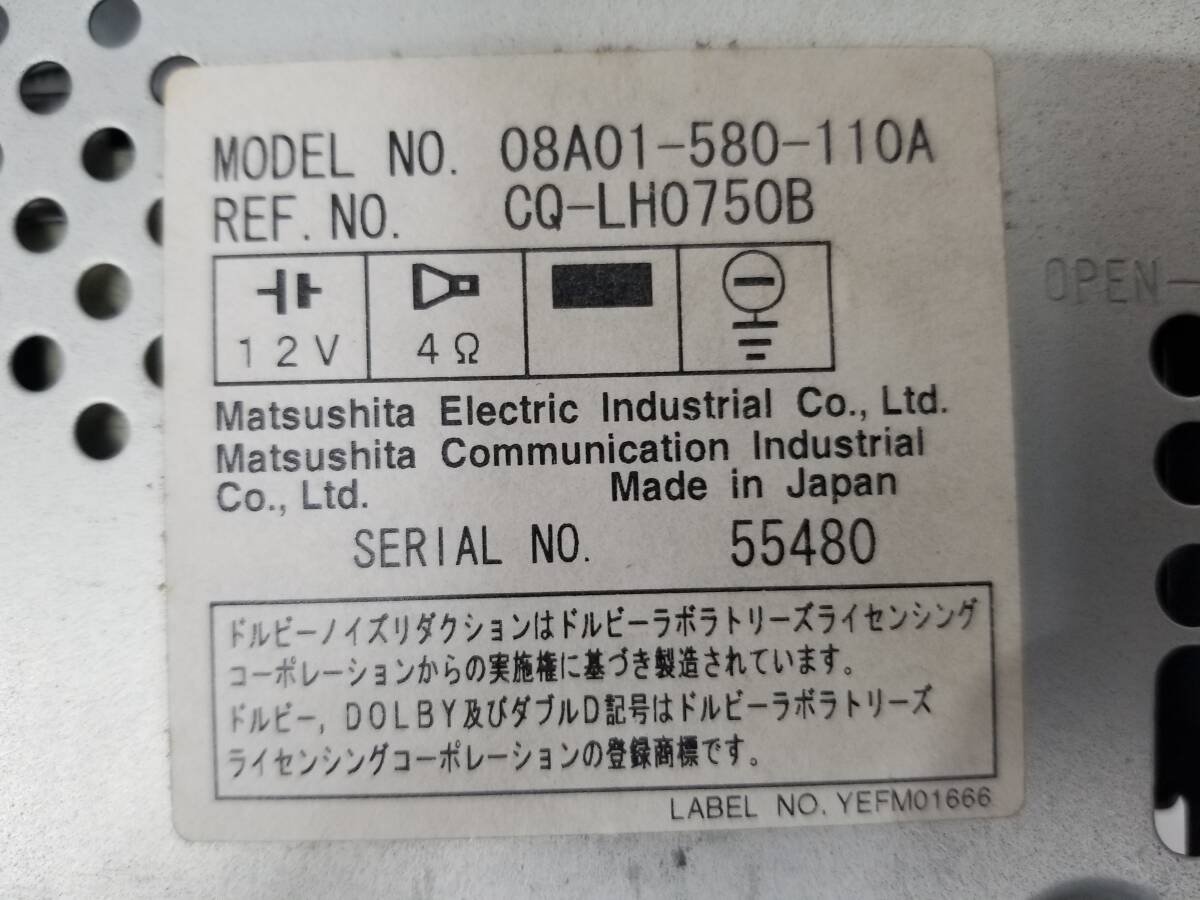 MODEL NO. 08A01-580-110A
REF. NO. CQ-LH0750B
12V 4Ω
Matsushita Electric Industrial Co., Ltd.
Matsushita Communication Industrial
Co., Ltd. Made in Japan
SERIAL NO. 55480
ドルビーノイズリダクションはドルビーラボラトリーズライセンシング
コーポレーションからの実施権に基づき製造されています。
ドルビー, DOLBY及びダブルD記号はドルビーラボラトリーズ
ライセンシングコーポレーションの登録商標です。
LABEL NO. YEFM01666
OPEN